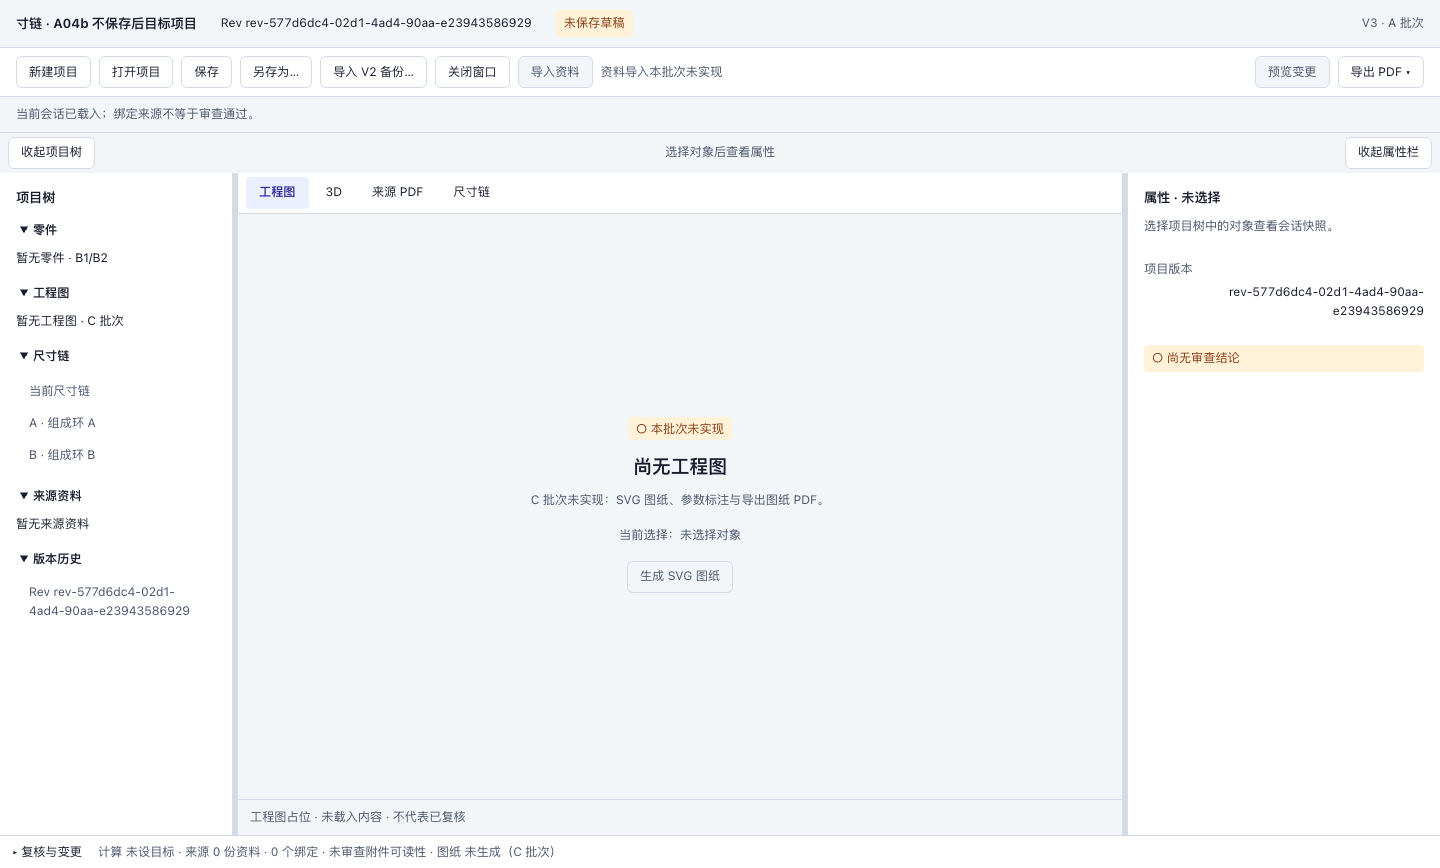 寸链 · A04b 不保存后目标项目 Rev rev-577d6dc4-02d1-4ad4-90aa-e23943586929 未保存草稿 V3 · A 批次
新建项目 打开项目 保存 另存为... 导入 V2 备份... 关闭窗口 导入资料 资料导入本批次未实现 预览变更 导出 PDF
当前会话已载入；绑定来源不等于审查通过。
收起项目树 选择对象后查看属性 收起属性栏
项目树
零件
暂无零件 · B1/B2
工程图
暂无工程图 · C 批次
尺寸链
当前尺寸链
A · 组成环 A
B · 组成环 B
来源资料
暂无来源资料
版本历史
Rev rev-577d6dc4-02d1-
4ad4-90aa-e23943586929
工程图 3D 来源 PDF 尺寸链
本批次未实现
尚无工程图
C 批次未实现：SVG 图纸、参数标注与导出图纸 PDF。
当前选择：未选择对象
生成 SVG 图纸
工程图占位 · 未载入内容 · 不代表已复核
属性 · 未选择
选择项目树中的对象查看会话快照。
项目版本
rev-577d6dc4-02d1-4ad4-90aa-
e23943586929
尚无审查结论
复核与变更 计算 未设目标 · 来源 0 份资料 · 0 个绑定 · 未审查附件可读性 · 图纸 未生成（C 批次）